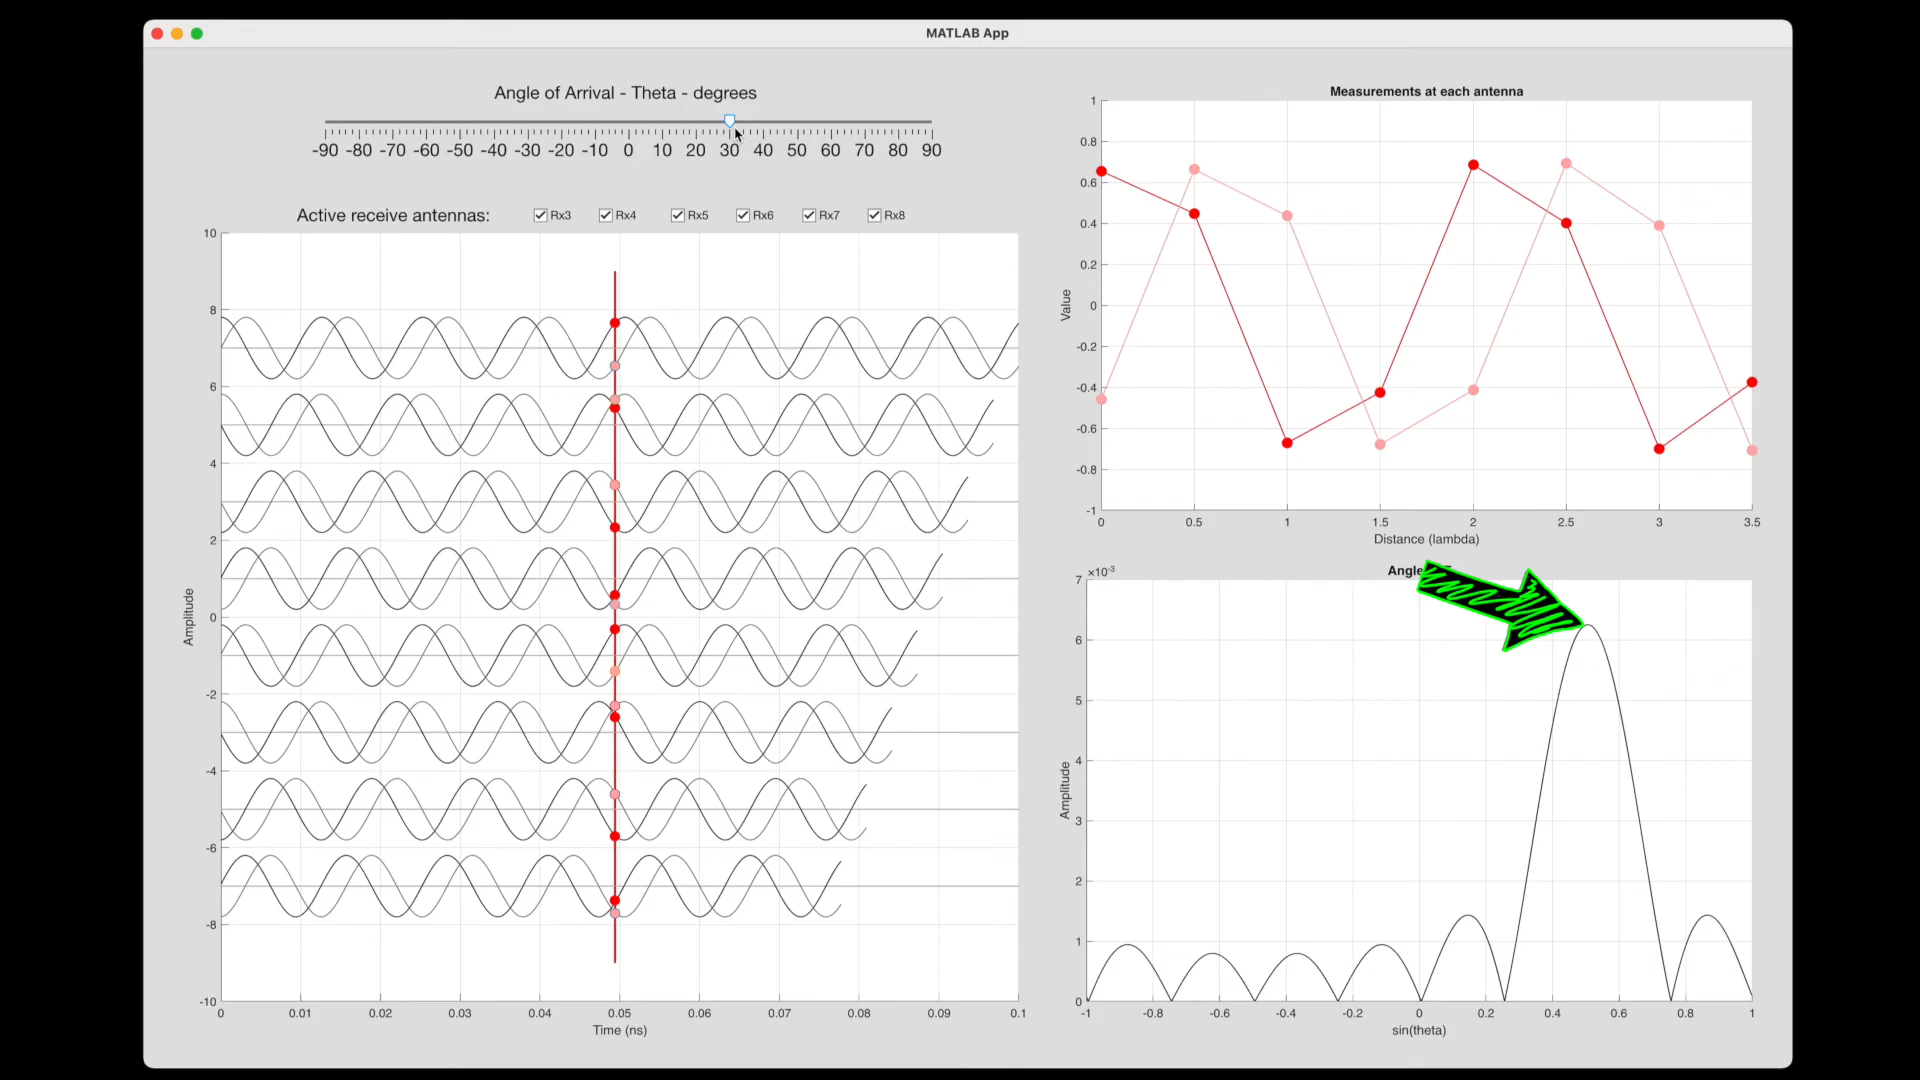 MATLAB App
Angle of Arrival - Theta - degrees
-90 -80 -70 -60 -50 -40 -30 -20 -10 0 10 20 30 40 50 60 70 80 90
Active receive antennas: Rx3 Rx4 Rx5 Rx6 Rx7 Rx8
10
8
6
4
2
0
-2
-4
-6
-8
-10
Amplitude
0 0.01 0.02 0.03 0.04 0.05 0.06 0.07 0.08 0.09 0.1
Time (ns)
Measurements at each antenna
1
0.8
0.6
0.4
0.2
0
-0.2
-0.4
-0.6
-0.8
-1
Value
0 0.5 1 1.5 2 2.5 3 3.5
Distance (lambda)
Angle
×10-3
7
6
5
4
3
2
1
0
Amplitude
-1 -0.8 -0.6 -0.4 -0.2 0 0.2 0.4 0.6 0.8 1
sin(theta)